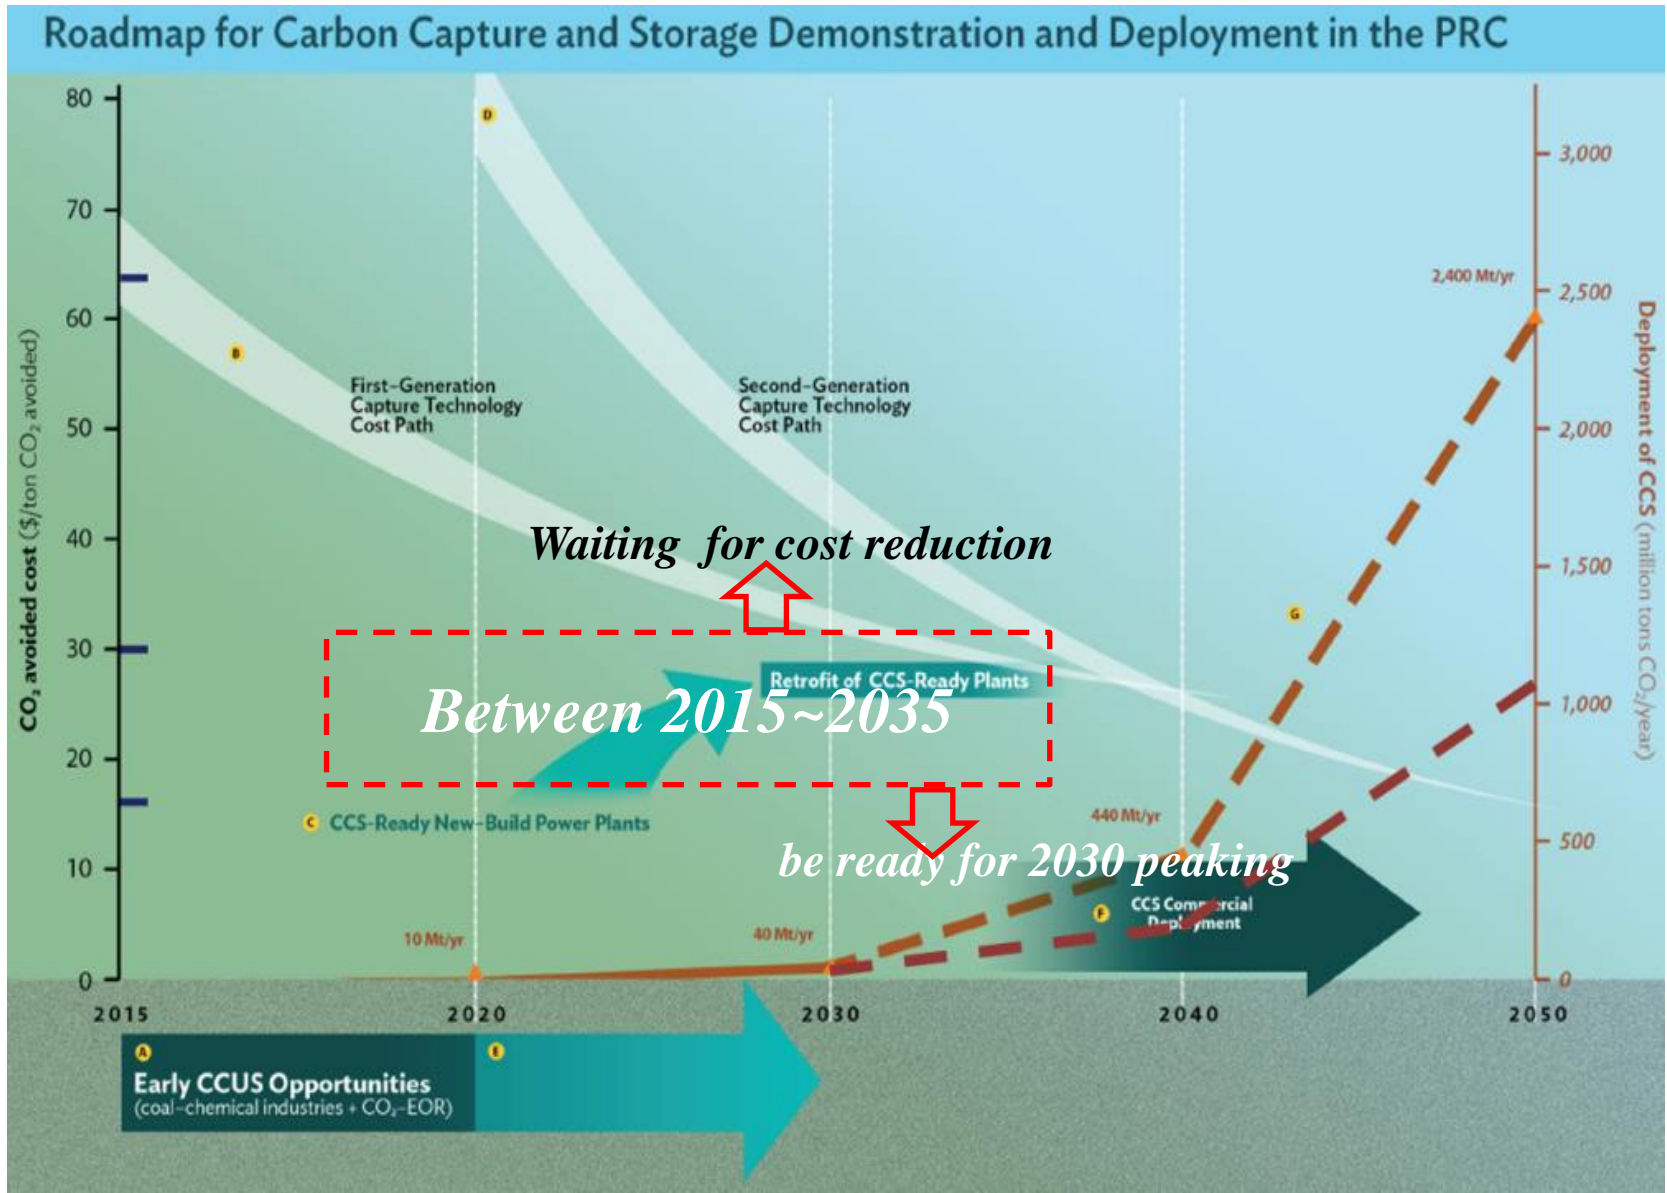 Roadmap for Carbon Capture and Storage Demonstration and Deployment in the PRC
80
70
60
50
40
30
20
10
0
CO₂ avoided cost ($/ton CO₂ avoided)
D
B
First-Generation
Capture Technology
Cost Path
Second-Generation
Capture Technology
Cost Path
Waiting for cost reduction
Retrofit of CCS-Ready Plants
Between 2015~2035
C CCS-Ready New-Build Power Plants
be ready for 2030 peaking
10 Mt/yr
40 Mt/yr
440 Mt/yr
2,400 Mt/yr
G
F
CCS Commercial
Deployment
3,000
2,500
2,000
1,500
1,000
500
0
Deployment of CCS (million tons CO₂/year)
2015
2020
2030
2040
2050
A
E
Early CCUS Opportunities
(coal-chemical industries + CO₂-EOR)